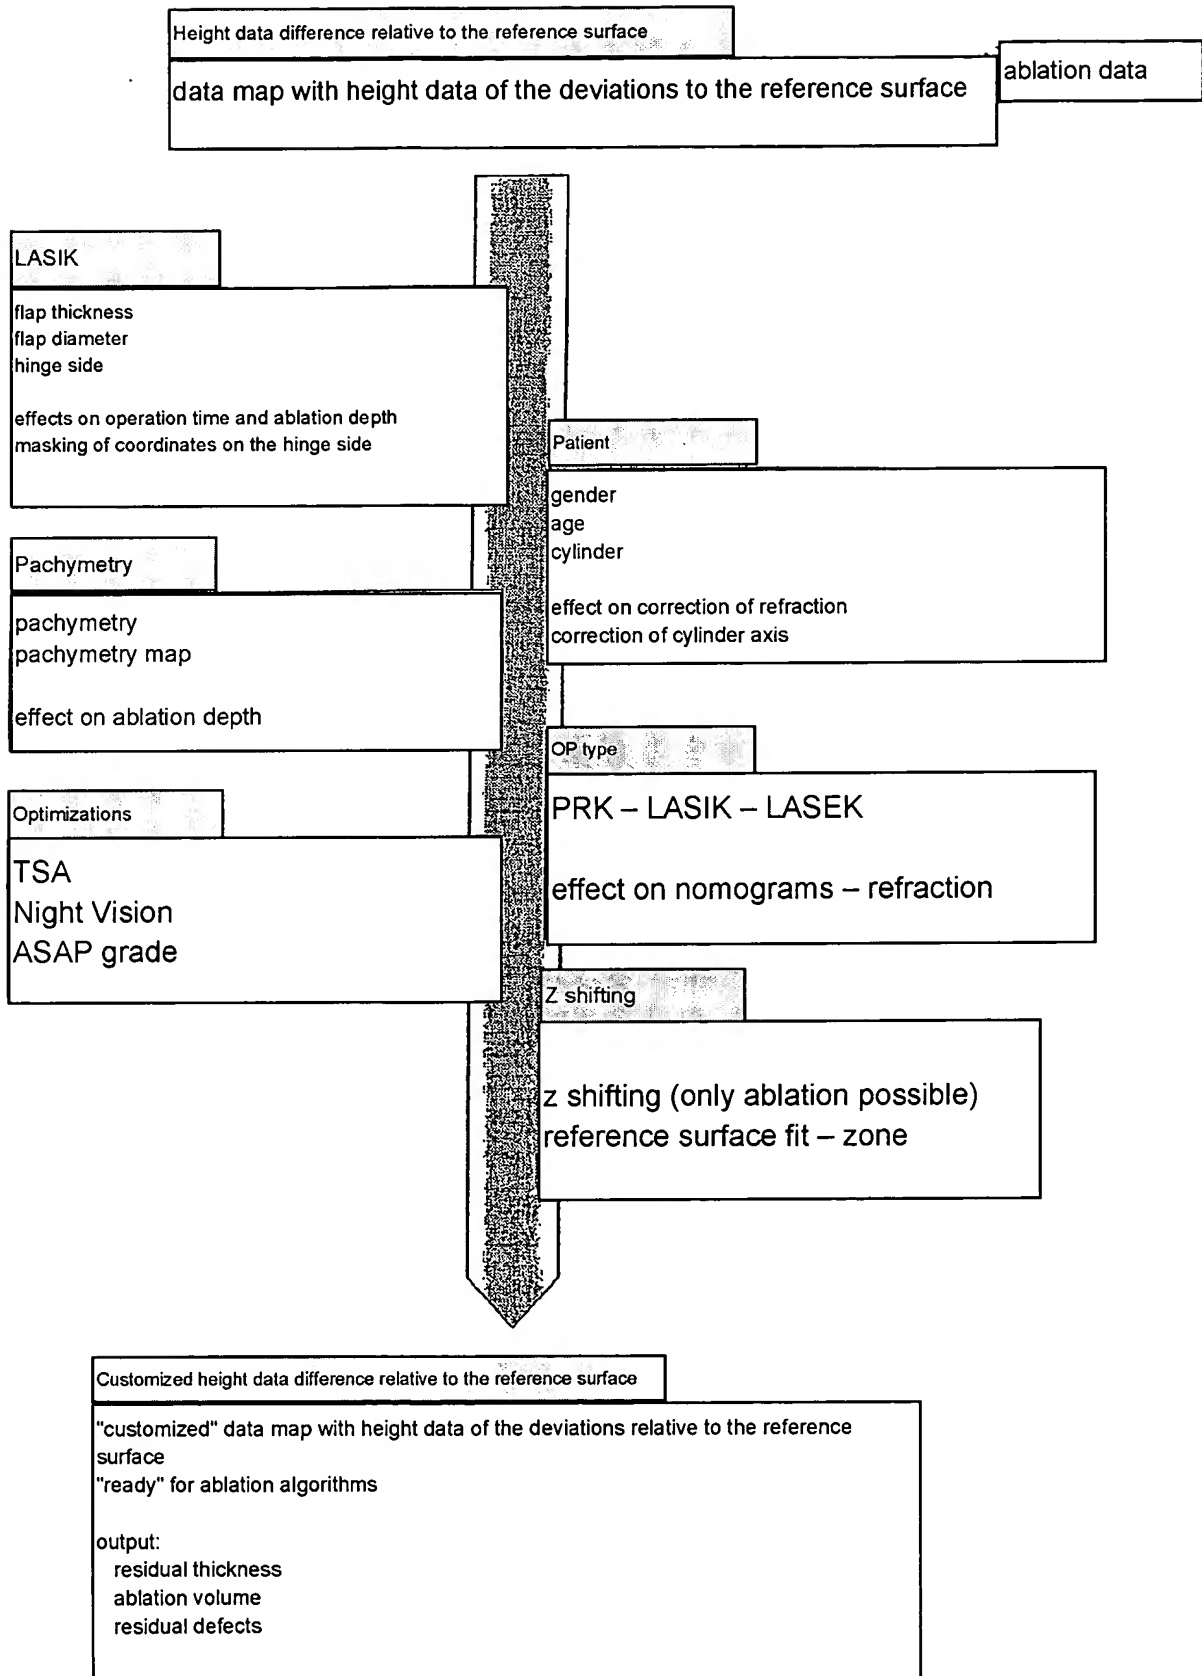 Height data difference relative to the reference surface
data map with height data of the deviations to the reference surface
ablation data
LASIK
flap thickness
flap diameter
hinge side
effects on operation time and ablation depth
masking of coordinates on the hinge side
Patient
gender
age
cylinder
effect on correction of refraction
correction of cylinder axis
Pachymetry
pachymetry
pachymetry map
effect on ablation depth
OP type
PRK – LASIK – LASEK
effect on nomograms – refraction
Optimizations
TSA
Night Vision
ASAP grade
Z shifting
z shifting (only ablation possible)
reference surface fit – zone
Customized height data difference relative to the reference surface
"customized" data map with height data of the deviations relative to the reference
surface
"ready" for ablation algorithms
output:
residual thickness
ablation volume
residual defects